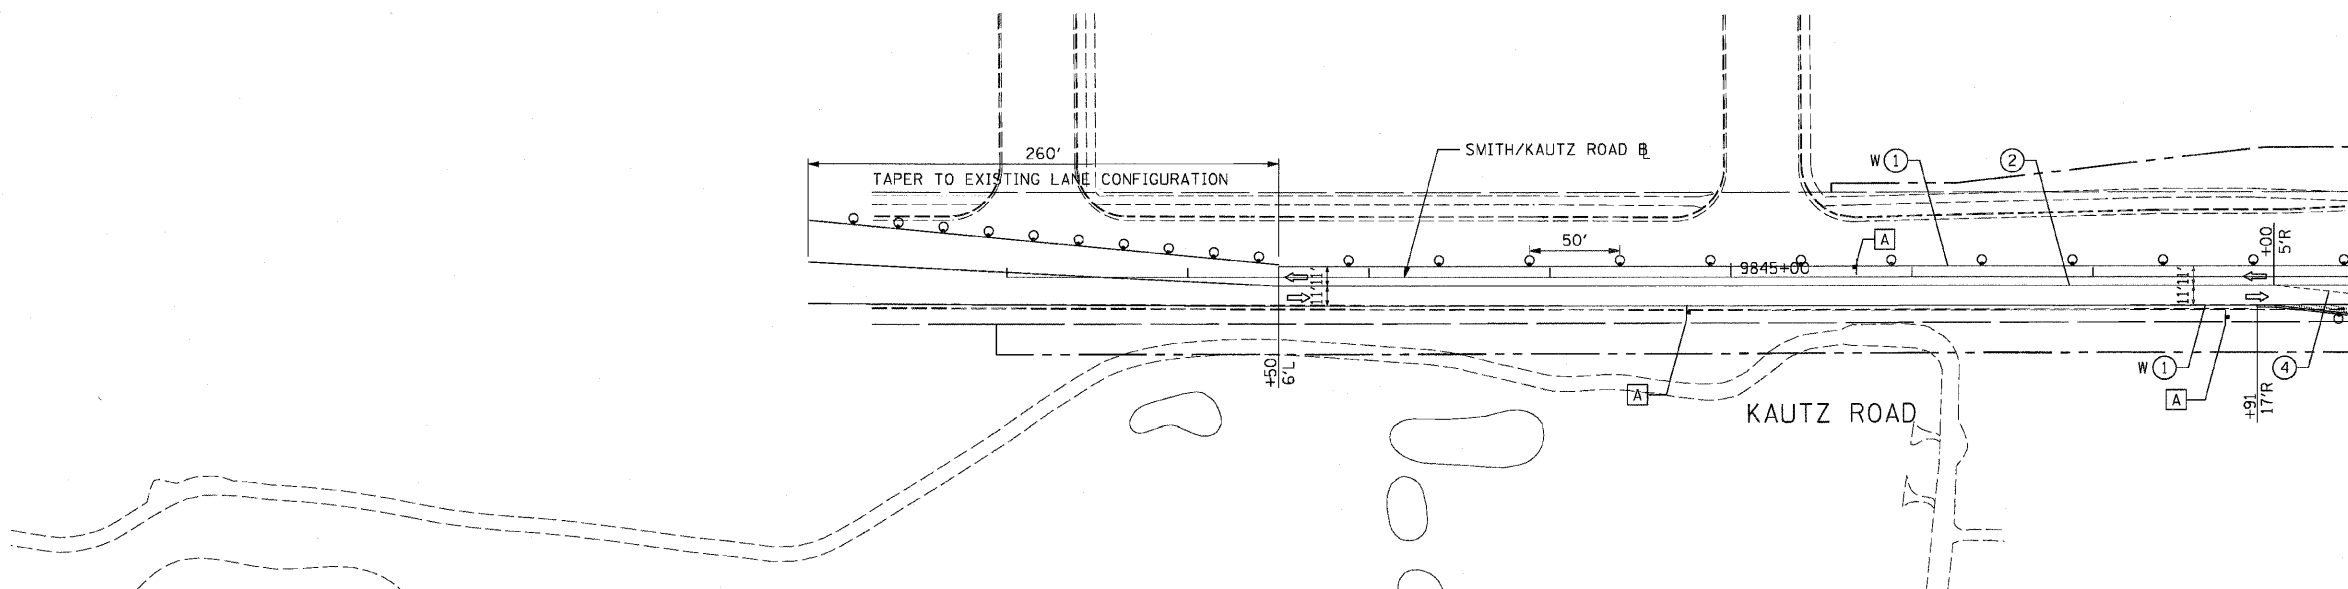 260'
TAPER TO EXISTING LANE CONFIGURATION
SMITH/KAUTZ ROAD ℄
50'
A
W 1
2
9845+00
+00
5'R
11'
11'
11'
11'
+50
6'L
A
KAUTZ ROAD
W 1
4
A
+91
17'R